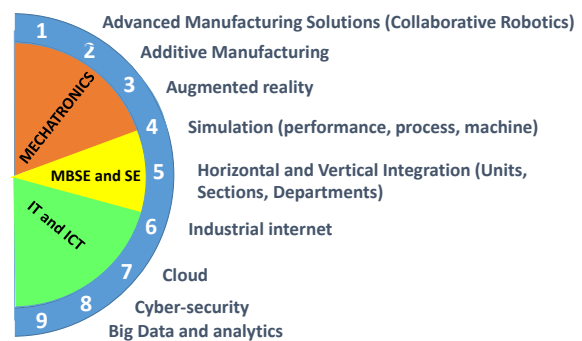 1 Advanced Manufacturing Solutions (Collaborative Robotics)
2 Additive Manufacturing
3 Augmented reality
MECHATRONICS
4 Simulation (performance, process, machine)
MBSE and SE
5 Horizontal and Vertical Integration (Units,
Sections, Departments)
IT and ICT
6 Industrial internet
7 Cloud
8 Cyber-security
9 Big Data and analytics